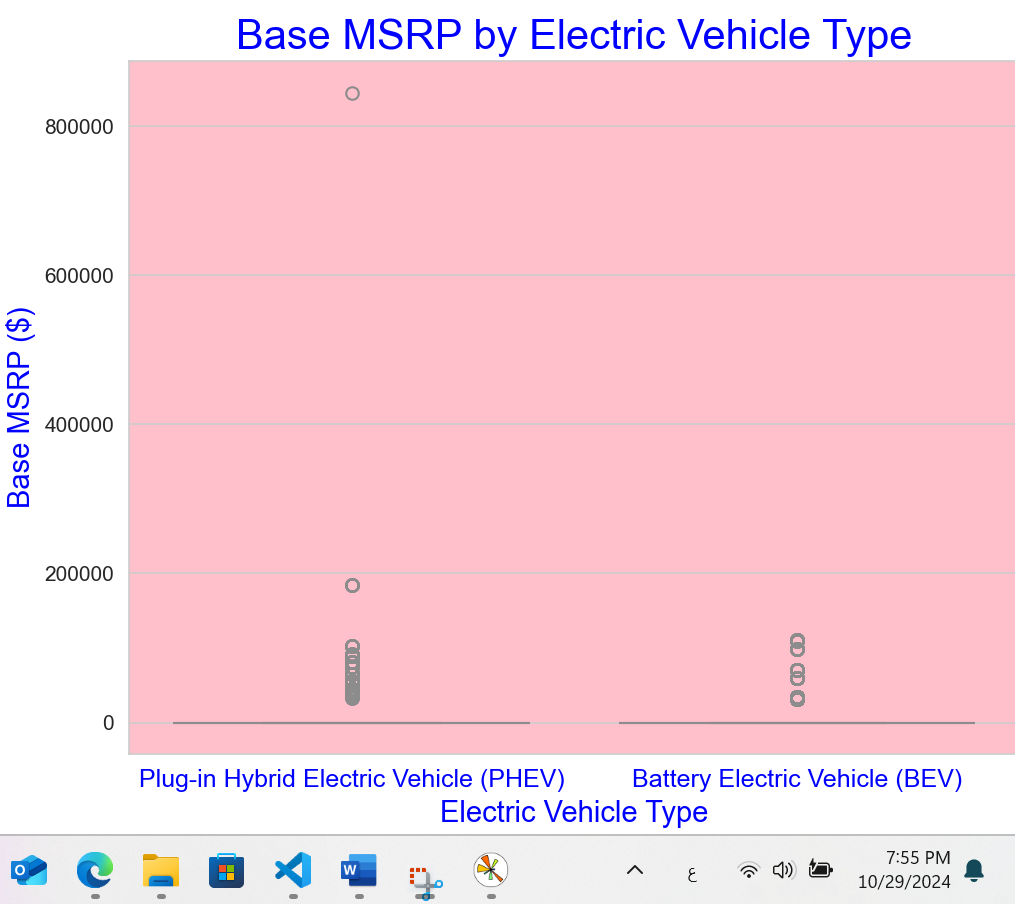 Base MSRP by Electric Vehicle Type
Base MSRP ($)
800000
600000
400000
200000
0
Plug-in Hybrid Electric Vehicle (PHEV) Battery Electric Vehicle (BEV)
Electric Vehicle Type
O
W
ع
7:55 PM
10/29/2024